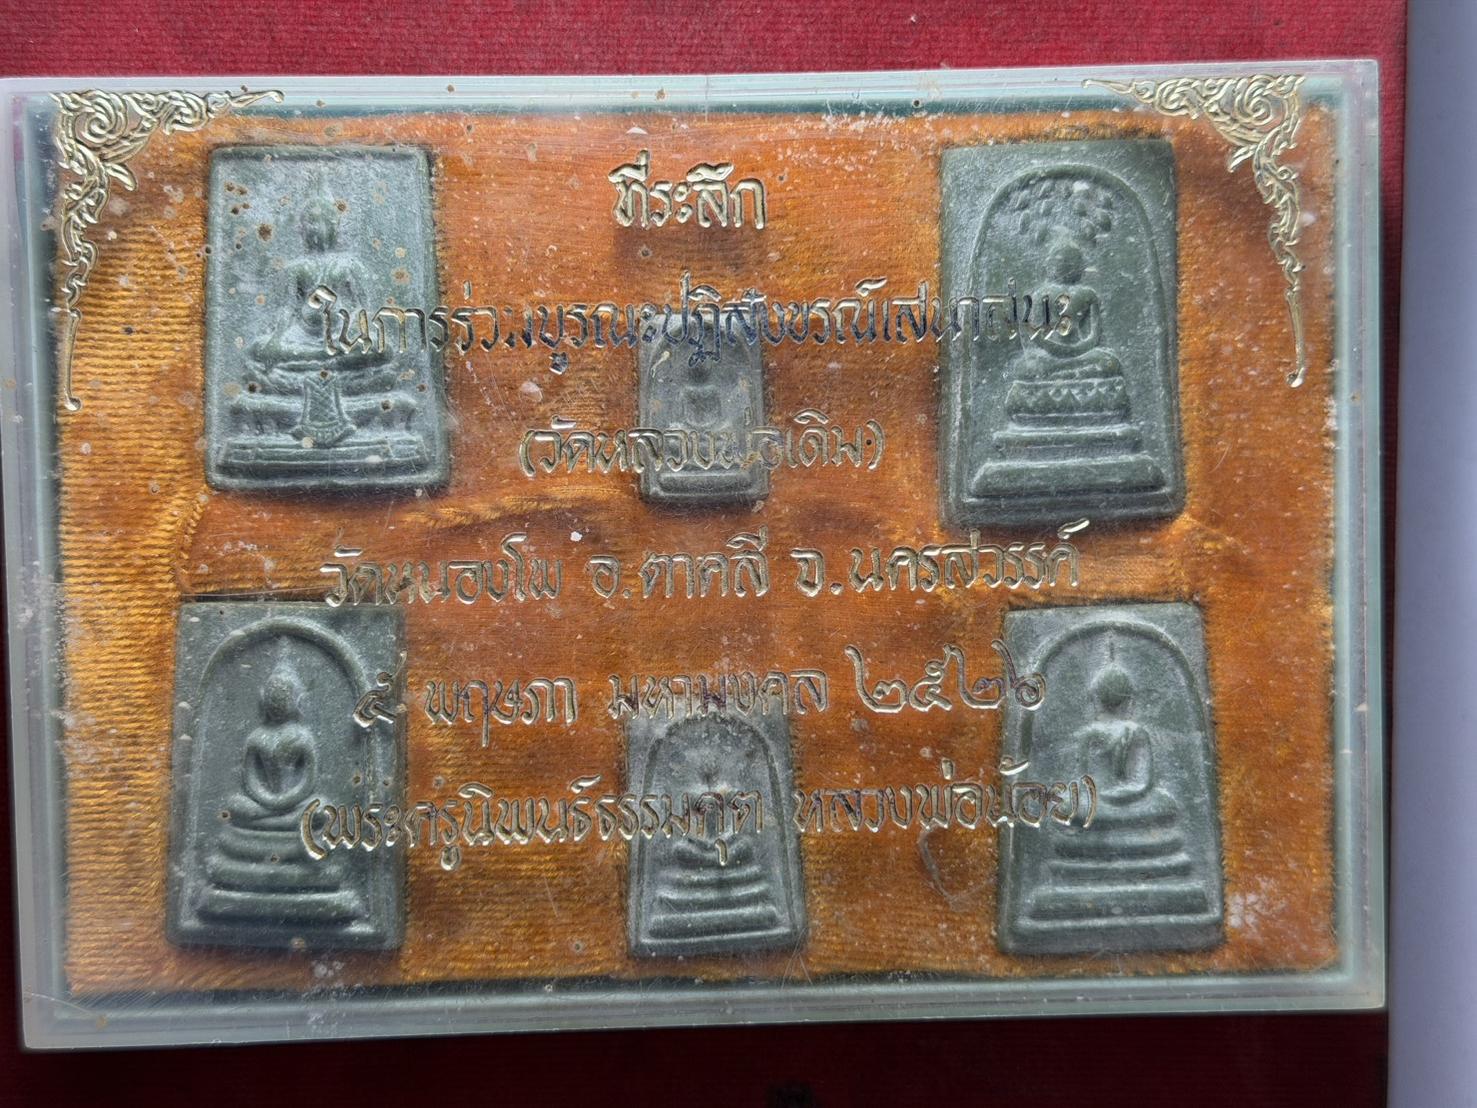 ที่ระลึก
ในการร่วมบูรณะปฏิสังขรณ์เสนาสนะ
(วัดหลวงพ่อเดิม)
วัดหนองโพ อ.ตาคลี จ.นครสวรรค์
๕ พฤษภา มหามงคล ๒๕๒๖
(พระครูนิพนธ์ธรรมคุต หลวงพ่อน้อย)